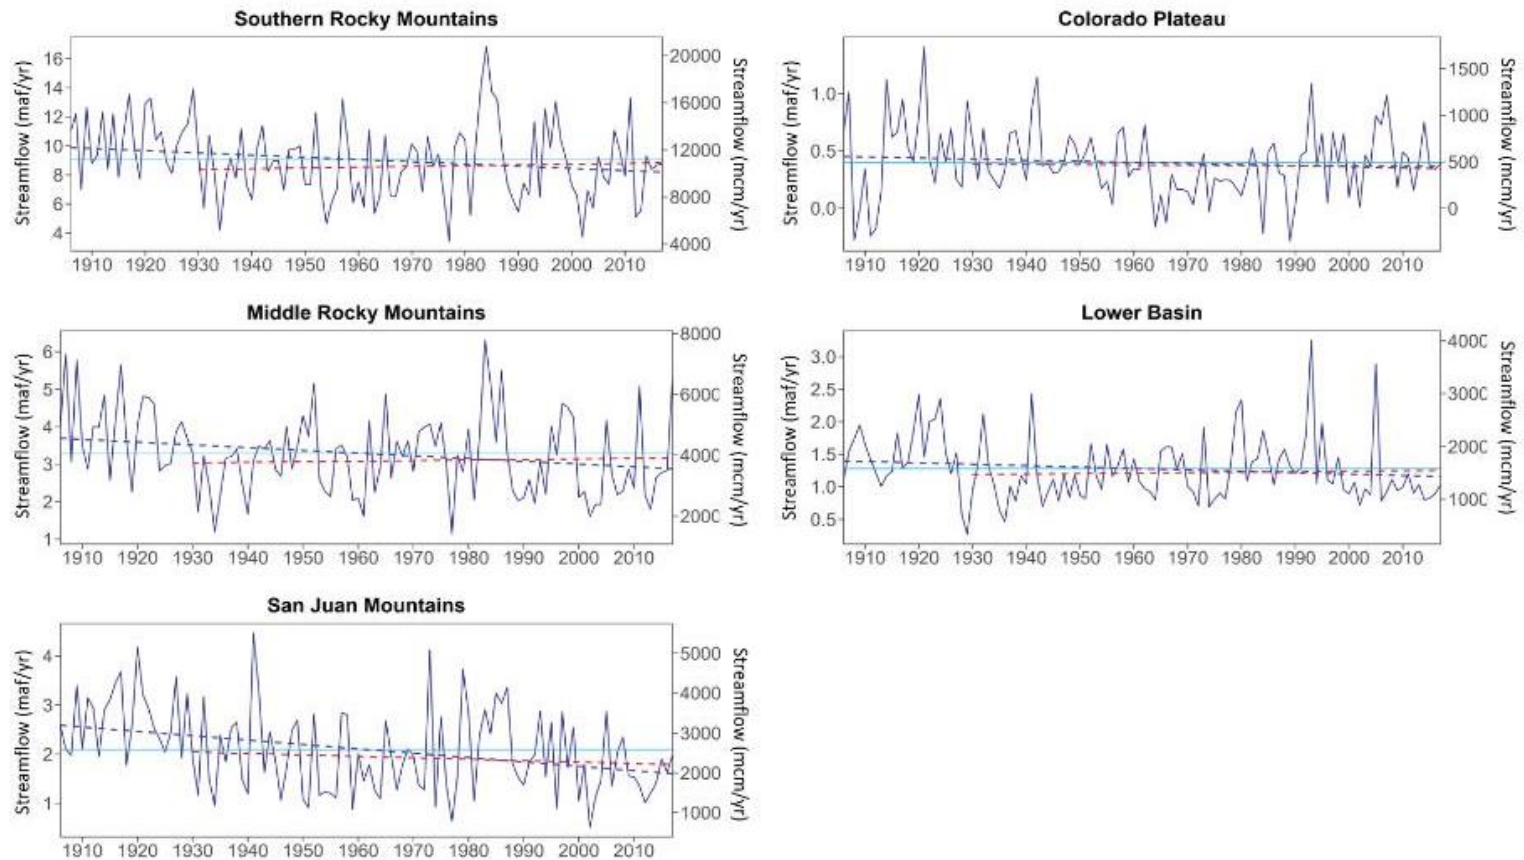 Southern Rocky Mountains
Streamflow (maf/yr)
16
14
12
10
8
6
4
20000
16000
12000
8000
4000
Streamflow (mcm/yr)
1910 1920 1930 1940 1950 1960 1970 1980 1990 2000 2010
Colorado Plateau
Streamflow (maf/yr)
1.0
0.5
0.0
1500
1000
500
0
Streamflow (mcm/yr)
1910 1920 1930 1940 1950 1960 1970 1980 1990 2000 2010
Middle Rocky Mountains
Streamflow (maf/yr)
6
5
4
3
2
1
8000
6000
4000
2000
Streamflow (mcm/yr)
1910 1920 1930 1940 1950 1960 1970 1980 1990 2000 2010
Lower Basin
Streamflow (maf/yr)
3.0
2.5
2.0
1.5
1.0
0.5
400C
300C
200C
100C
Streamflow (mcm/yr)
1910 1920 1930 1940 1950 1960 1970 1980 1990 2000 2010
San Juan Mountains
Streamflow (maf/yr)
4
3
2
1
5000
4000
3000
2000
1000
Streamflow (mcm/yr)
1910 1920 1930 1940 1950 1960 1970 1980 1990 2000 2010